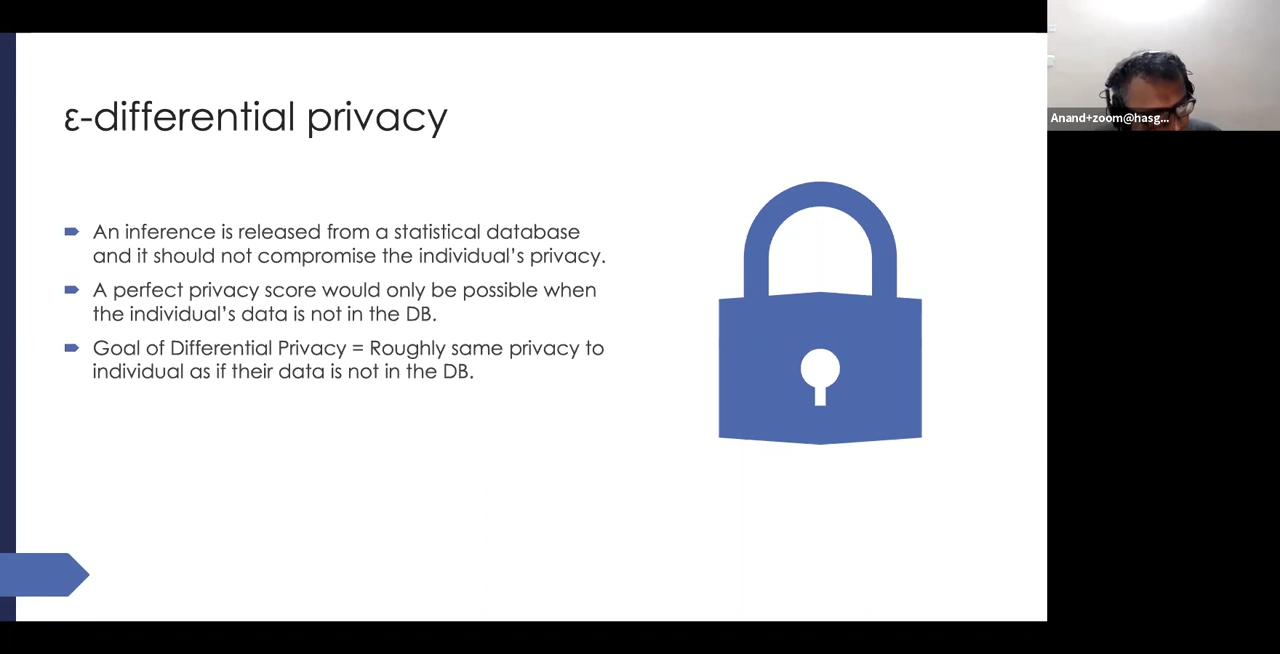 ε-differential privacy
An inference is released from a statistical database
and it should not compromise the individual’s privacy.
A perfect privacy score would only be possible when
the individual’s data is not in the DB.
Goal of Differential Privacy = Roughly same privacy to
individual as if their data is not in the DB.
Anand+zoom@hasg...